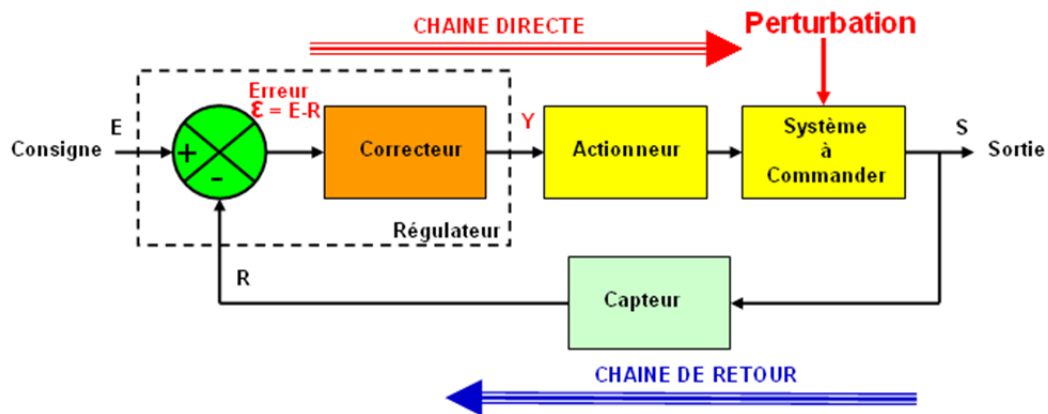 CHAINE DIRECTE
Perturbation
Erreur
ε = E-R
E
Consigne
+
-
Correcteur
Y
Actionneur
Système
à
Commander
S
Sortie
Régulateur
R
Capteur
CHAINE DE RETOUR